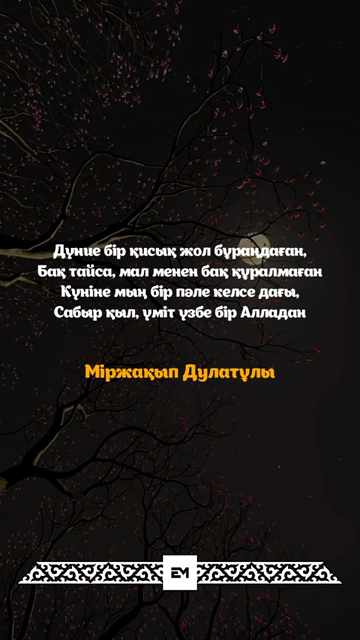 Дүние бір қисық жол бұраңдаған,
Бақ тайса, мал менен бақ құралмаған
Күніне мың бір пәле келсе дағы,
Сабыр қыл, үміт үзбе бір Алладан
Міржақып Дулатұлы
EM